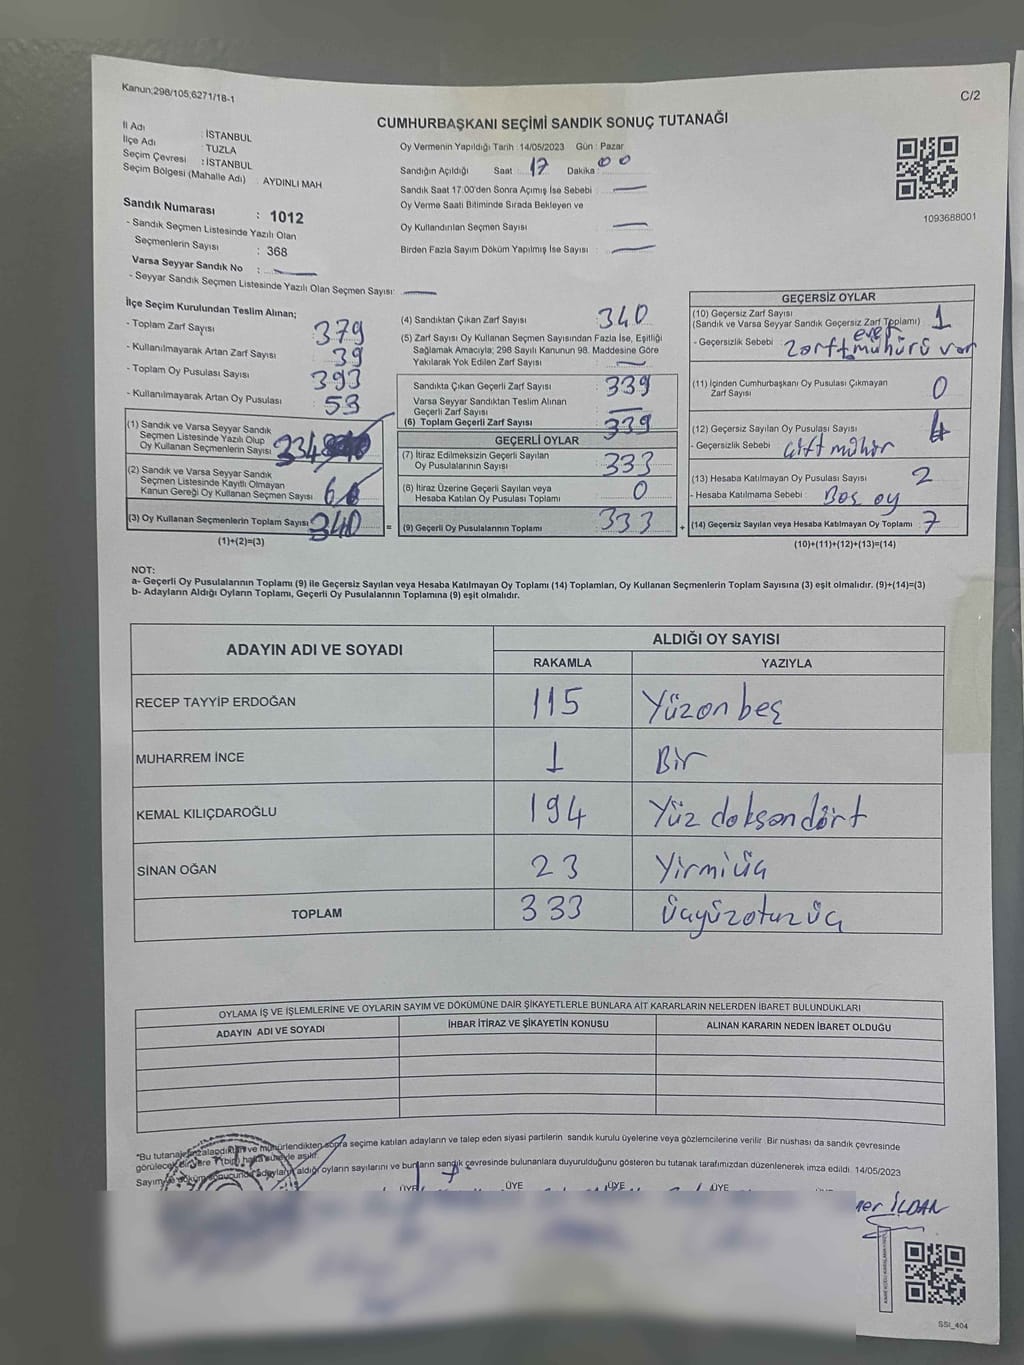 Kanun;298/105,6271/18-1
C/2
CUMHURBAŞKANI SEÇİMİ SANDIK SONUÇ TUTANAĞI
İl Adı : İSTANBUL
İlçe Adı : TUZLA
Seçim Çevresi : İSTANBUL
Seçim Bölgesi (Mahalle Adı) : AYDINLI MAH
Sandık Numarası : 1012
- Sandık Seçmen Listesinde Yazılı Olan
Seçmenlerin Sayısı : 368
Varsa Seyyar Sandık No :
- Seyyar Sandık Seçmen Listesinde Yazılı Olan Seçmen Sayısı:
Oy Vermenin Yapıldığı Tarih : 14/05/2023 Gün : Pazar
Sandığın Açıldığı Saat : 17 Dakika : 00
Sandık Saat 17:00'den Sonra Açımış İse Sebebi :
Oy Verme Saati Bitiminde Sırada Bekleyen ve
Oy Kullandırılan Seçmen Sayısı :
Birden Fazla Sayım Döküm Yapılmış İse Sayısı :
1093688001
İlçe Seçim Kurulundan Teslim Alınan;
- Toplam Zarf Sayısı : 379
- Kullanılmayarak Artan Zarf Sayısı : 39
- Toplam Oy Pusulası Sayısı : 393
- Kullanılmayarak Artan Oy Pusulası : 53
(1) Sandık ve Varsa Seyyar Sandık
Seçmen Listesinde Yazılı Olup
Oy Kullanan Seçmenlerin Sayısı : 334
(2) Sandık ve Varsa Seyyar Sandık
Seçmen Listesinde Kayıtlı Olmayan
Kanun Gereği Oy Kullanan Seçmen Sayısı : 6
(3) Oy Kullanan Seçmenlerin Toplam Sayısı : 340
(1)+(2)=(3)
=
(4) Sandıktan Çıkan Zarf Sayısı : 340
(5) Zarf Sayısı Oy Kullanan Seçmen Sayısından Fazla İse, Eşitliği
Sağlamak Amacıyla; 298 Sayılı Kanunun 98. Maddesine Göre
Yakılarak Yok Edilen Zarf Sayısı :
Sandıkta Çıkan Geçerli Zarf Sayısı : 339
Varsa Seyyar Sandıktan Teslim Alınan
Geçerli Zarf Sayısı :
(6) Toplam Geçerli Zarf Sayısı : 339
GEÇERLİ OYLAR
(7) İtiraz Edilmeksizin Geçerli Sayılan
Oy Pusulalarının Sayısı : 333
(8) İtiraz Üzerine Geçerli Sayılan veya
Hesaba Katılan Oy Pusulası Toplamı : 0
(9) Geçerli Oy Pusulalarının Toplamı : 333
+
GEÇERSİZ OYLAR
(10) Geçersiz Zarf Sayısı
(Sandık ve Varsa Seyyar Sandık Geçersiz Zarf Toplamı) : 1
evet
- Geçersizlik Sebebi : zarft mühürü var
(11) İçinden Cumhurbaşkanı Oy Pusulası Çıkmayan
Zarf Sayısı : 0
(12) Geçersiz Sayılan Oy Pusulası Sayısı : 4
- Geçersizlik Sebebi : çift mühür
(13) Hesaba Katılmayan Oy Pusulası Sayısı : 2
- Hesaba Katılmama Sebebi : Boş oy
(14) Geçersiz Sayılan veya Hesaba Katılmayan Oy Toplamı : 7
(10)+(11)+(12)+(13)=(14)
NOT:
a- Geçerli Oy Pusulalarının Toplamı (9) ile Geçersiz Sayılan veya Hesaba Katılmayan Oy Toplamı (14) Toplamları, Oy Kullanan Seçmenlerin Toplam Sayısına (3) eşit olmalıdır. (9)+(14)=(3)
b- Adayların Aldığı Oyların Toplamı, Geçerli Oy Pusulalarının Toplamına (9) eşit olmalıdır.
ADAYIN ADI VE SOYADI
ALDIĞI OY SAYISI
RAKAMLA YAZIYLA
RECEP TAYYİP ERDOĞAN 115 Yüzon beş
MUHARREM İNCE 1 Bir
KEMAL KILIÇDAROĞLU 194 Yüz doksandört
SİNAN OĞAN 23 Yirmiüç
TOPLAM 333 üçyüzotuzüç
OYLAMA İŞ VE İŞLEMLERİNE VE OYLARIN SAYIM VE DÖKÜMÜNE DAİR ŞİKAYETLERLE BUNLARA AİT KARARLARIN NELERDEN İBARET BULUNDUKLARI
ADAYIN ADI VE SOYADI İHBAR İTİRAZ VE ŞİKAYETİN KONUSU ALINAN KARARIN NEDEN İBARET OLDUĞU
"Bu tutanak ve mühürlendikten sopra seçime katılan adayların ve talep eden siyasi partilerin sandık kurulu üyelerine veya gözlemcilerine verilir. Bir nüshası da sandık çevresinde
görülecek bir yere
aldığı oyların sayılarını ve bunların sandık çevresinde bulunanlara duyurulduğunu gösteren bu tutanak tarafımızdan düzenlenerek imza edildi. 14/05/2023
ÜYE ÜYE ÜYE ÜYE
İLDAN
SSI_404